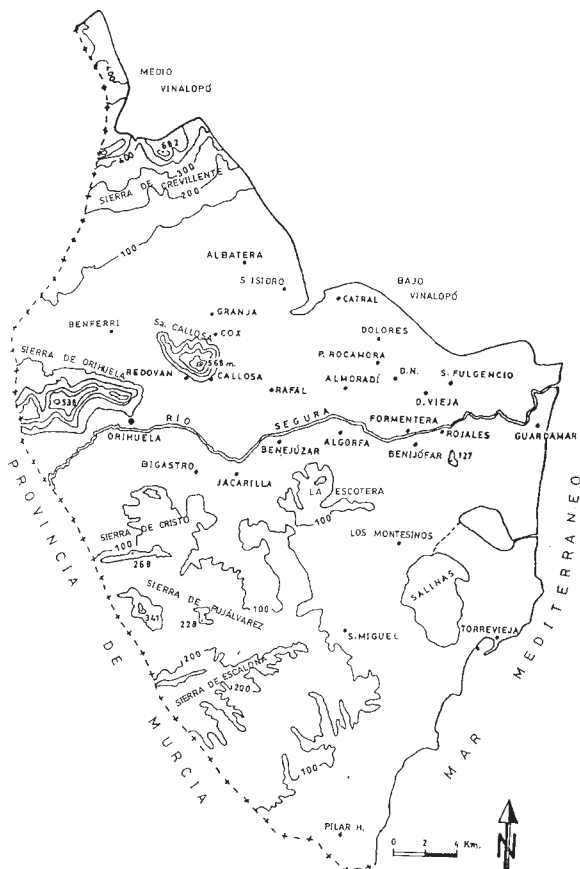 MEDIO
VINALOPÓ
682
400
300
SIERRA DE CREVILLENTE
200
100
ALBATERA
S ISIDRO
BAJO
VINALOPÓ
CATRAL
GRANJA
BENFERRI
Sa. CALLOSA
COX
DOLORES
SIERRA DE ORIHUELA
568 m.
P. ROCAMORA
REDOVAN
CALLOSA
D.N.
S. FULGENCIO
RAFAL
ALMORADÍ
D. VIEJA
538
RÍO SEGURA
FORMENTERA
ORIHUELA
ROJALES
GUARDAMAR
BENEJÚZAR
ALGORFA
BENIJÓFAR
127
BIGASTRO
JACARILLA
LA ESCOTERA
100
SIERRA DE CRISTO
100
268
LOS MONTESINOS
SALINAS
SIERRA DE PUJÁLVAREZ
341
228
100
TORREVIEJA
S. MIGUEL
200
SIERRA DE ESCALONA
200
100
PILAR H.
PROVINCIA DE MURCIA
MAR MEDITERRANEO
0 2 4 Km.
N